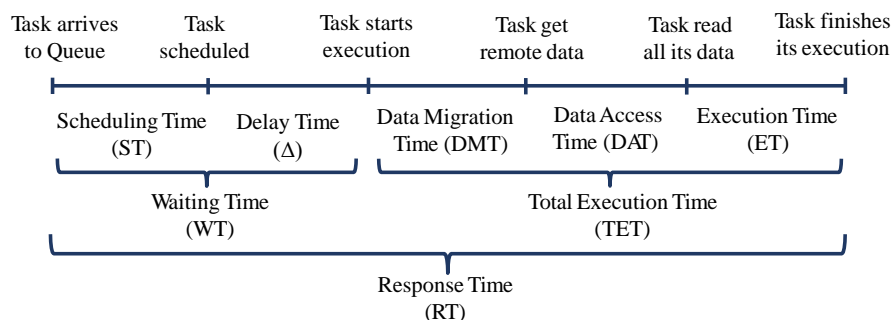 Task arrives
to Queue
Task
scheduled
Task starts
execution
Task get
remote data
Task read
all its data
Task finishes
its execution
Scheduling Time
(ST)
Delay Time
(Δ)
Data Migration
Time (DMT)
Data Access
Time (DAT)
Execution Time
(ET)
Waiting Time
(WT)
Total Execution Time
(TET)
Response Time
(RT)